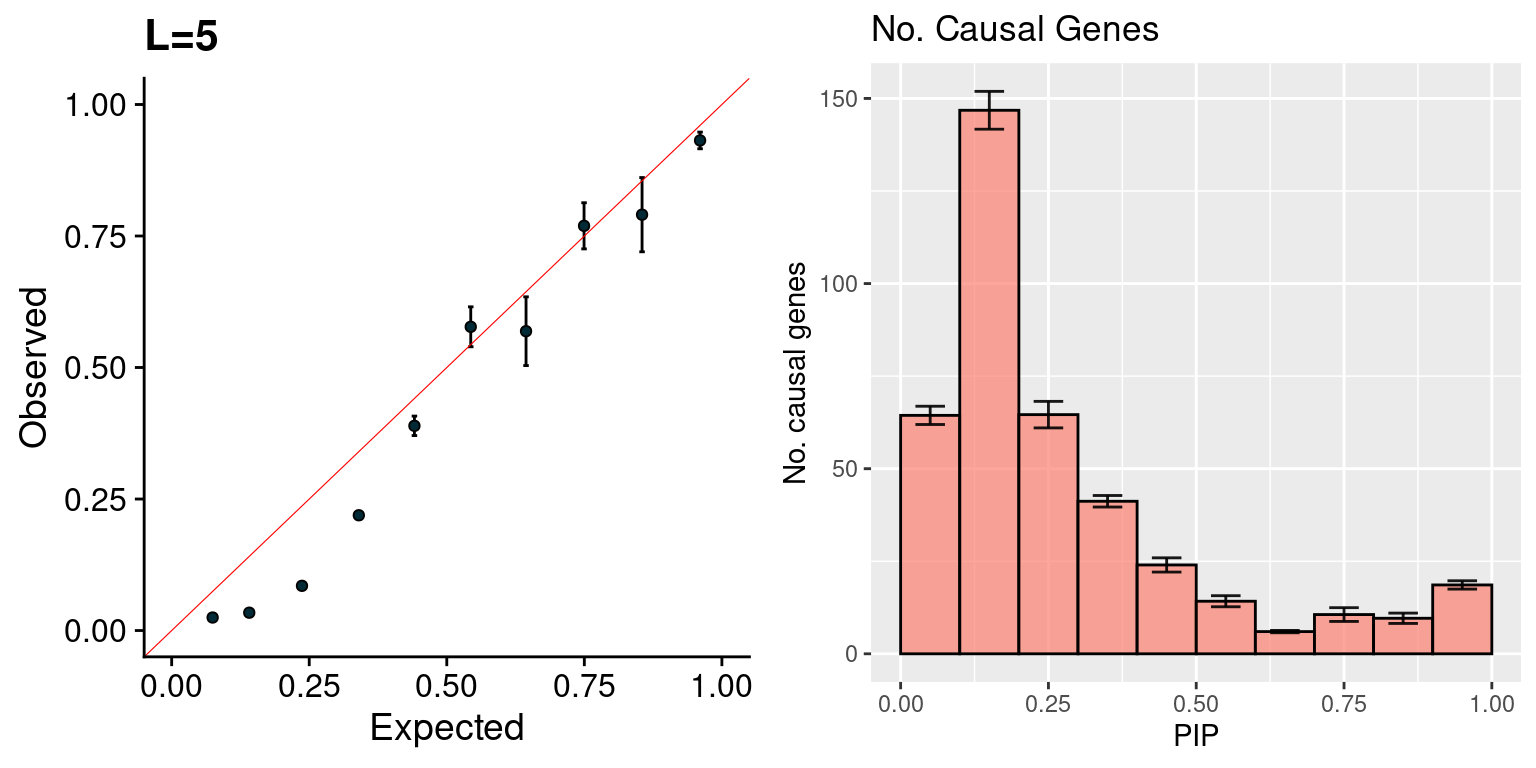 L=5
1.00
0.75
0.50
0.25
0.00
Observed
0.00 0.25 0.50 0.75 1.00
Expected
No. Causal Genes
150
100
50
0
No. causal genes
0.00 0.25 0.50 0.75 1.00
PIP